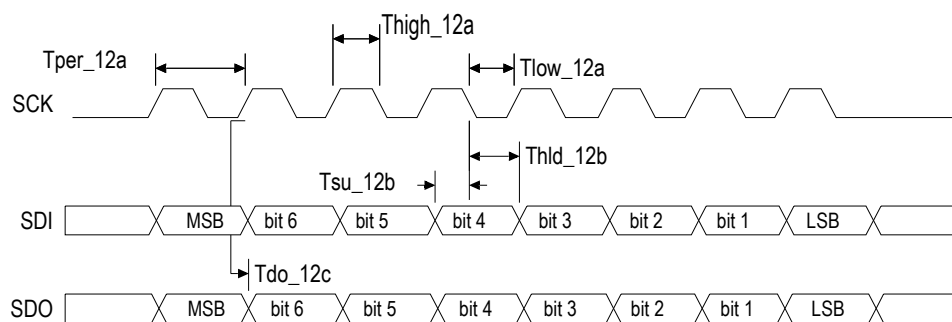 Thigh_12a
Tper_12a
Tlow_12a
SCK
Thld_12b
Tsu_12b
SDI MSB bit 6 bit 5 bit 4 bit 3 bit 2 bit 1 LSB
Tdo_12c
SDO MSB bit 6 bit 5 bit 4 bit 3 bit 2 bit 1 LSB